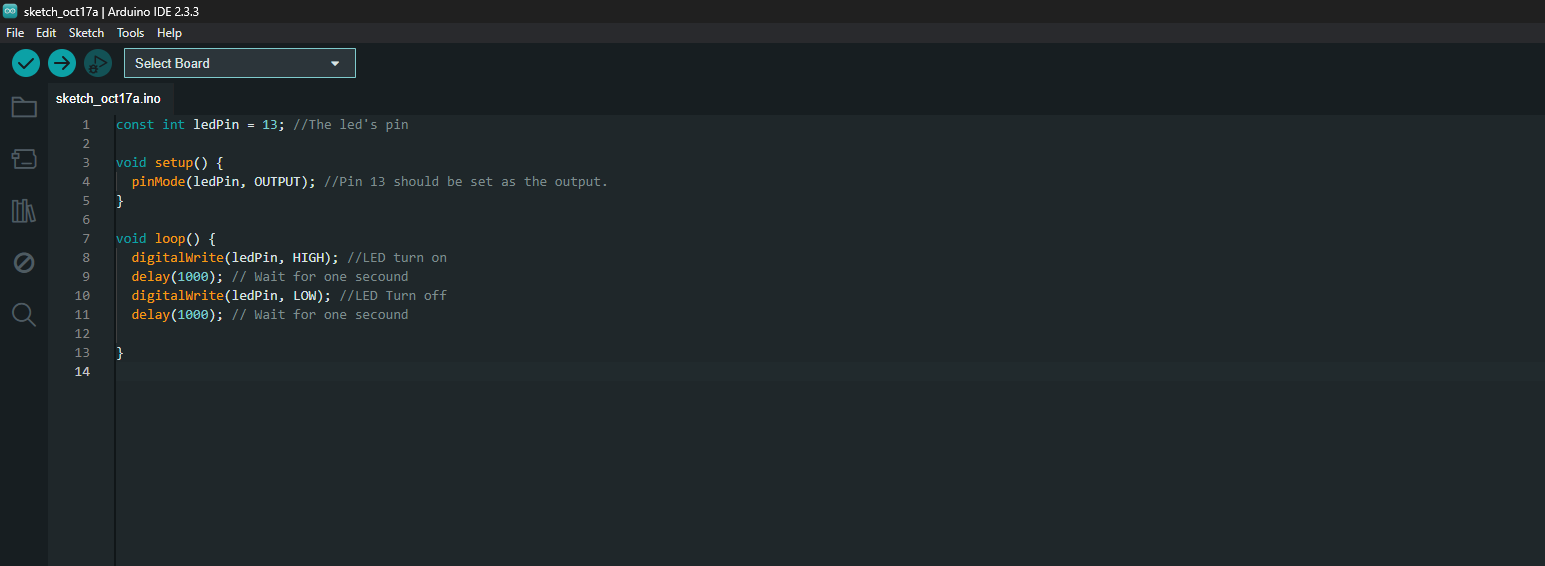 sketch_oct17a | Arduino IDE 2.3.3
File Edit Sketch Tools Help
Select Board
sketch_oct17a.ino
1 const int ledPin = 13; //The led's pin
2
3 void setup() {
4   pinMode(ledPin, OUTPUT); //Pin 13 should be set as the output.
5 }
6
7 void loop() {
8   digitalWrite(ledPin, HIGH); //LED turn on
9   delay(1000); // Wait for one secound
10   digitalWrite(ledPin, LOW); //LED Turn off
11   delay(1000); // Wait for one secound
12
13 }
14